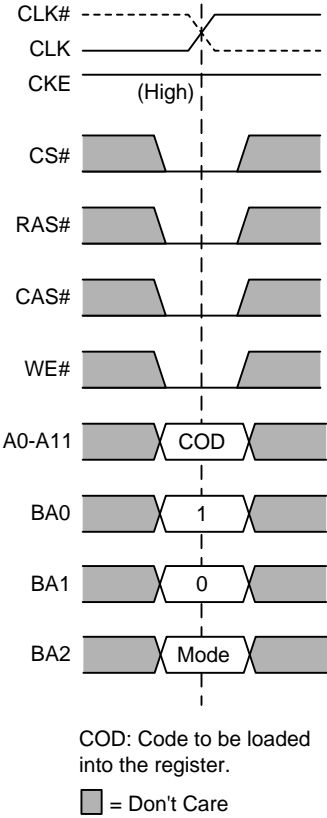 CLK#
CLK
CKE
(High)
CS#
RAS#
CAS#
WE#
A0-A11 COD
BA0 1
BA1 0
BA2 Mode
COD: Code to be loaded
into the register.
= Don't Care